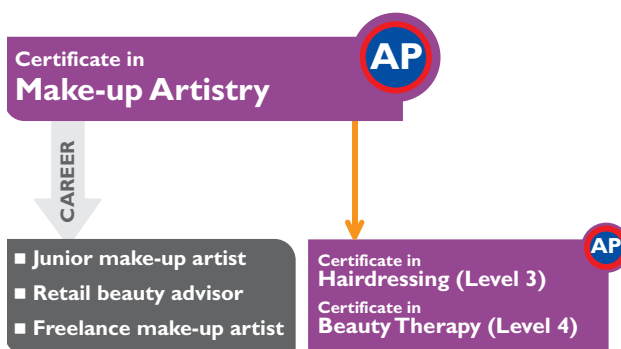 Certificate in
Make-up Artistry
AP
CAREER
■ Junior make-up artist
■ Retail beauty advisor
■ Freelance make-up artist
AP
Certificate in
Hairdressing (Level 3)
Certificate in
Beauty Therapy (Level 4)